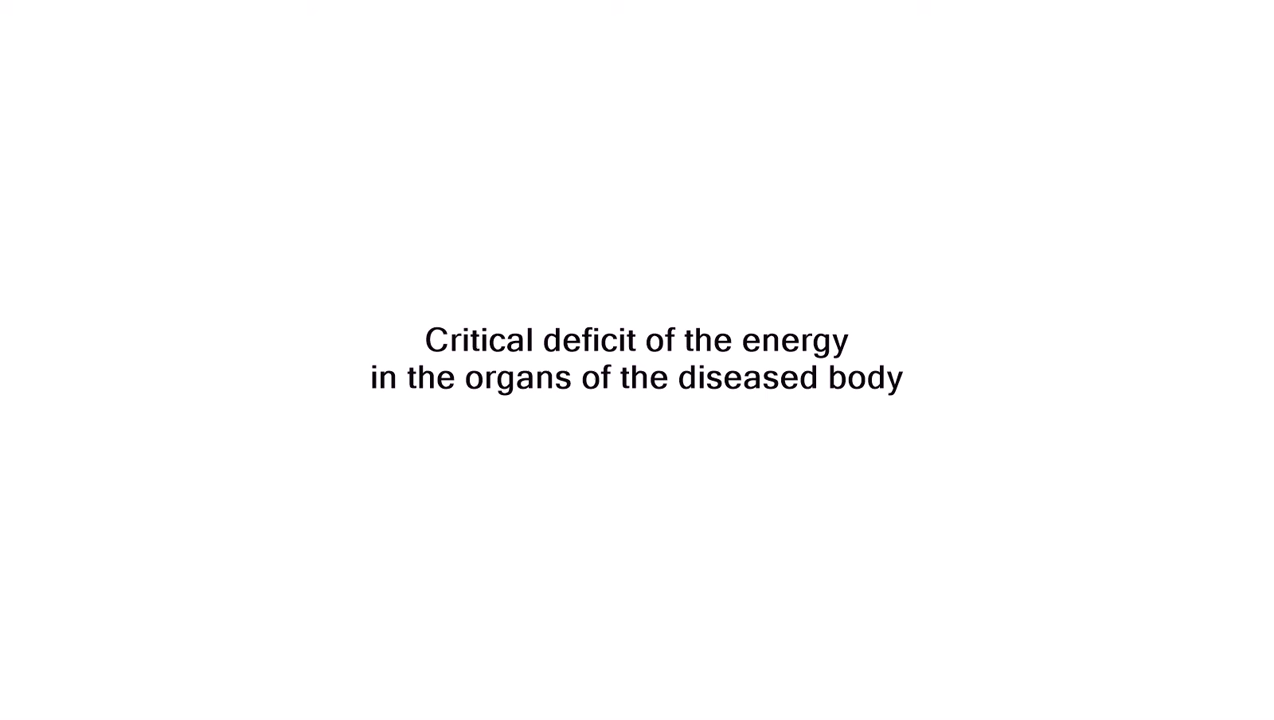 Critical deficit of the energy
in the organs of the diseased body